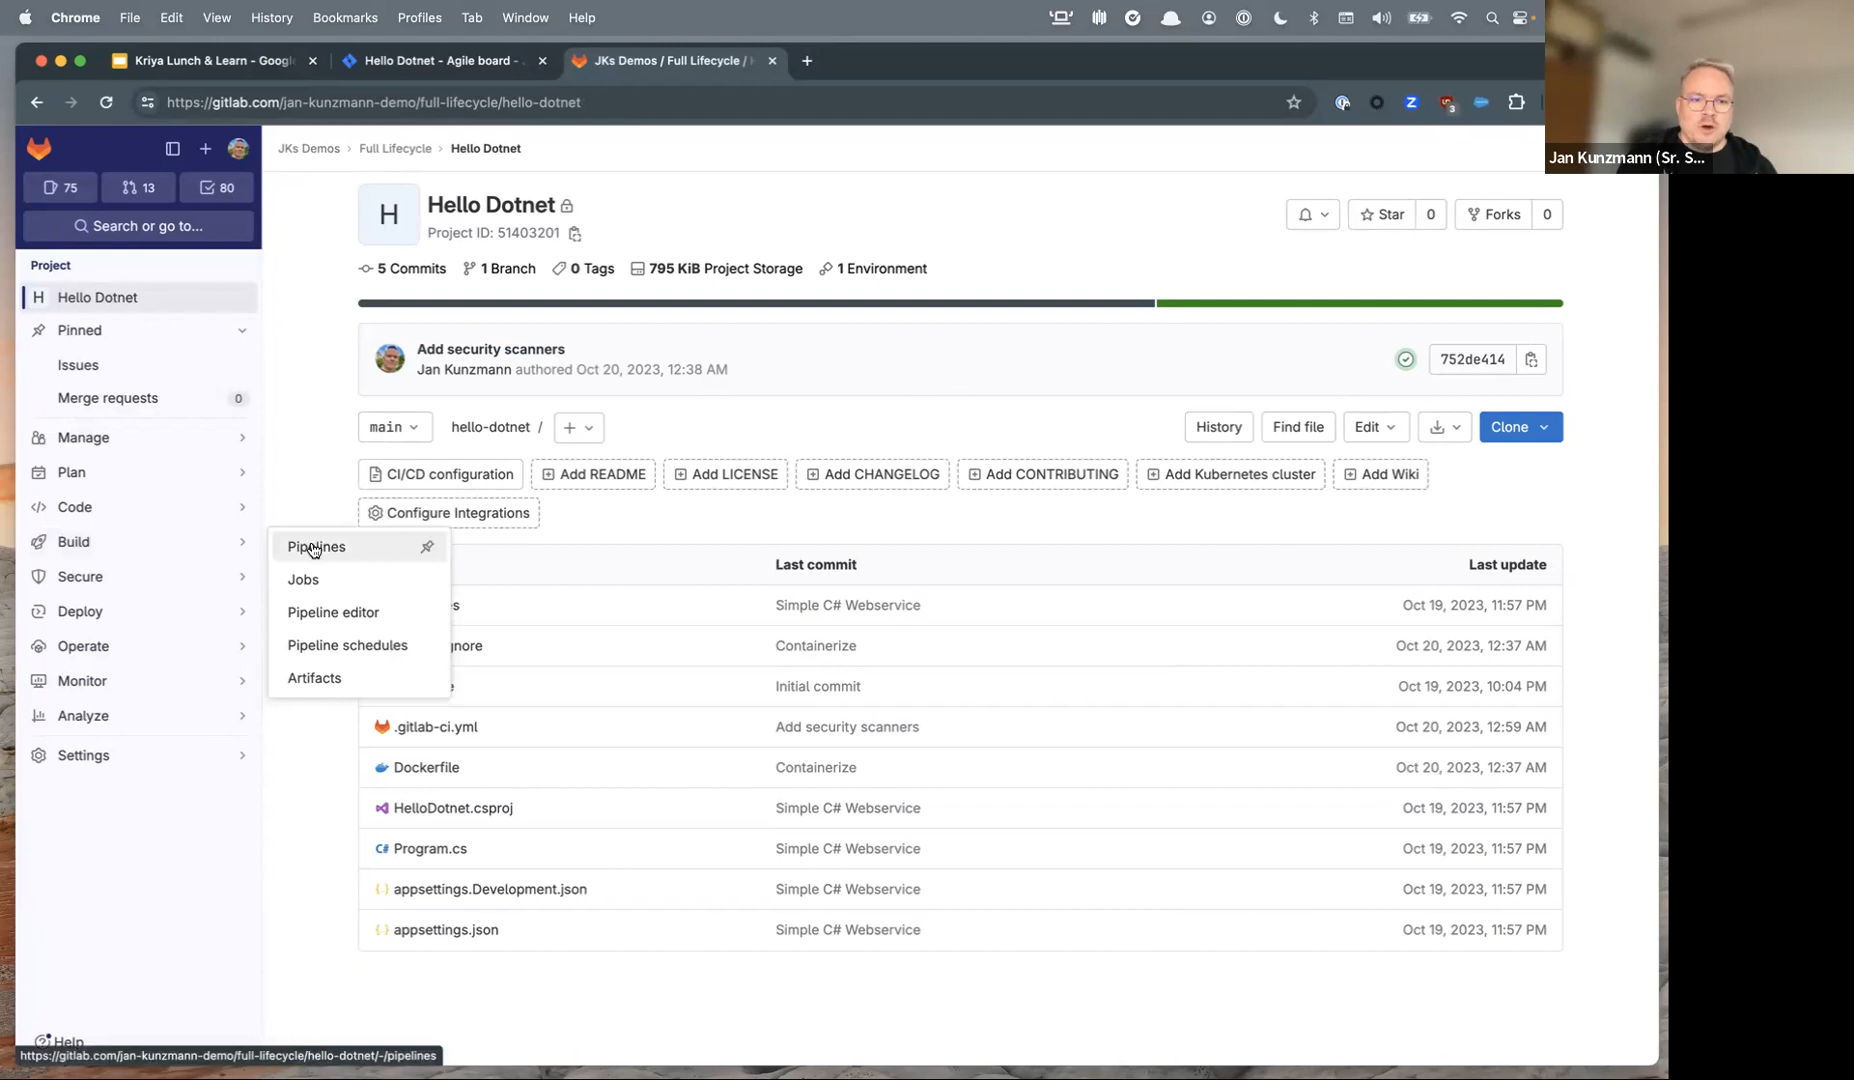 Chrome File Edit View History Bookmarks Profiles Tab Window Help
Kriya Lunch & Learn - Google
Hello Dotnet - Agile board -
JKs Demos / Full Lifecycle /
https://gitlab.com/jan-kunzmann-demo/full-lifecycle/hello-dotnet
3
Jan Kunzmann (Sr. S...
75 13 80
Search or go to...
Project
H Hello Dotnet
Pinned
Issues
Merge requests 0
Manage
Plan
Code
Build
Secure
Deploy
Operate
Monitor
Analyze
Settings
Help
https://gitlab.com/jan-kunzmann-demo/full-lifecycle/hello-dotnet/-/pipelines
JKs Demos > Full Lifecycle > Hello Dotnet
H
Hello Dotnet
Project ID: 51403201
Star 0 Forks 0
5 Commits 1 Branch 0 Tags 795 KiB Project Storage 1 Environment
Add security scanners
Jan Kunzmann authored Oct 20, 2023, 12:38 AM
752de414
main hello-dotnet / +
History Find file Edit Clone
CI/CD configuration Add README Add LICENSE Add CHANGELOG Add CONTRIBUTING Add Kubernetes cluster Add Wiki
Configure Integrations
Pipelines
Jobs
Pipeline editor
Pipeline schedules
Artifacts
Last commit Last update
es Simple C# Webservice Oct 19, 2023, 11:57 PM
gnore Containerize Oct 20, 2023, 12:37 AM
e Initial commit Oct 19, 2023, 10:04 PM
.gitlab-ci.yml Add security scanners Oct 20, 2023, 12:59 AM
Dockerfile Containerize Oct 20, 2023, 12:37 AM
HelloDotnet.csproj Simple C# Webservice Oct 19, 2023, 11:57 PM
C# Program.cs Simple C# Webservice Oct 19, 2023, 11:57 PM
appsettings.Development.json Simple C# Webservice Oct 19, 2023, 11:57 PM
appsettings.json Simple C# Webservice Oct 19, 2023, 11:57 PM